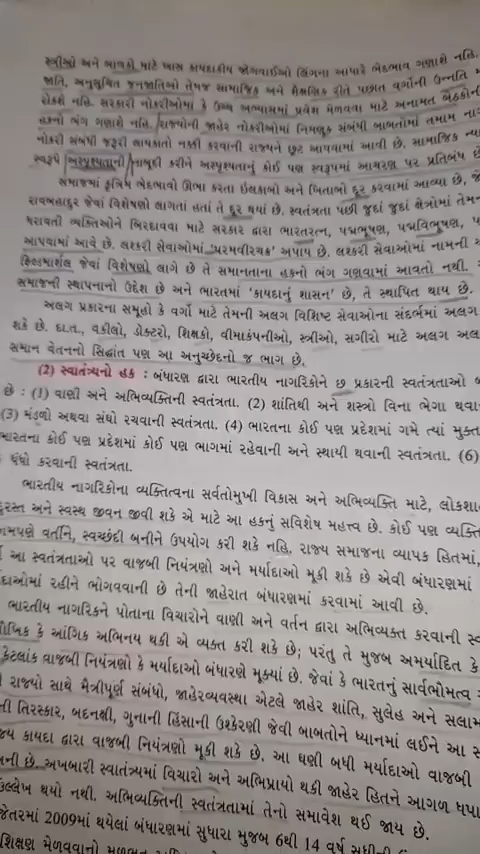 સ્ત્રીઓ અને બાળકો માટે ખાસ કાયદાકીય જોગવાઈઓ લિંગના આધારે ભેદભાવ ગણાશે નહિ.
જાતિ, અનુસૂચિત જનજાતિઓ તેમજ સામાજિક અને શૈક્ષણિક રીતે પછાત વર્ગોની ઉન્નતિ મ
રોકશે નહિ. સરકારી નોકરીઓમાં કે ઉચ્ચ અભ્યાસમાં પ્રવેશ મેળવવા માટે અનામત બેઠકોની
હકનો ભંગ ગણાશે નહિ. રાજ્યોની જાહેર નોકરીઓમાં નિમણૂક સંબંધી બાબતોમાં તમામ નાગ
નોકરી સંબંધી જરૂરી લાયકાતો નક્કી કરવાની રાજ્યને છૂટ આપવામાં આવી છે. સામાજિક ન્યા
સ્વરૂપે અસ્પૃશ્યતાની નાબૂદી કરીને અસ્પૃશ્યતાનું કોઈ પણ સ્વરૂપમાં આચરણ પર પ્રતિબંધ છે
સમાજમાં કૃત્રિમ ભેદભાવો ઊભા કરતા ઇલકાબો અને ખિતાબો દૂર કરવામાં આવ્યા છે, જે
રાવબહાદુર જેવાં વિશેષણો લાગતાં હતાં તે દૂર થયાં છે. સ્વતંત્રતા પછી જુદાં જુદાં ક્ષેત્રોમાં તેમન
ધરાવતી વ્યક્તિઓને બિરદાવવા માટે સરકાર દ્વારા ભારતરત્ન, પદ્મભૂષણ, પદ્મવિભૂષણ, પ
આપવામાં આવે છે. લશ્કરી સેવાઓમાં પરમવીરચક્ર અપાય છે. લશ્કરી સેવાઓમાં નામની
ફિલ્ડમાર્શલ જેવાં વિશેષણો લાગે છે તે સમાનતાના હકનો ભંગ ગણવામાં આવતો નથી.
સમાજની સ્થાપનાનો ઉદ્દેશ છે અને ભારતમાં 'કાયદાનું શાસન' છે, તે સ્થાપિત થાય છે.
અલગ પ્રકારના સમૂહો કે વર્ગો માટે તેમની અલગ વિશિષ્ટ સેવાઓના સંદર્ભમાં અલગ
શકે છે. દા.ત., વકીલો, ડૉક્ટરો, શિક્ષકો, વીમાકંપનીઓ, સ્ત્રીઓ, સગીરો માટે અલગ અલ
સમાન વેતનનો સિદ્ધાંત પણ આ અનુચ્છેદનો જ ભાગ છે.
(2) સ્વાતંત્ર્યનો હક : બંધારણ દ્વારા ભારતીય નાગરિકોને છ પ્રકારની સ્વતંત્રતાઓ બ
છે : (1) વાણી અને અભિવ્યક્તિની સ્વતંત્રતા. (2) શાંતિથી અને શસ્ત્રો વિના ભેગા થવા
(3) મંડળો અથવા સંઘો રચવાની સ્વતંત્રતા. (4) ભારતના કોઈ પણ પ્રદેશમાં ગમે ત્યાં મુક્ત
ભારતના કોઈ પણ પ્રદેશમાં કોઈ પણ ભાગમાં રહેવાની અને સ્થાયી થવાની સ્વતંત્રતા. (6)
ધંધો કરવાની સ્વતંત્રતા.
ભારતીય નાગરિકોના વ્યક્તિત્વના સર્વતોમુખી વિકાસ અને અભિવ્યક્તિ માટે, લોકશા
દુરસ્ત અને સ્વસ્થ જીવન જીવી શકે એ માટે આ હકનું સવિશેષ મહત્ત્વ છે. કોઈ પણ વ્યક્તિ
મપણે વર્તીને, સ્વચ્છંદી બનીને ઉપયોગ કરી શકે નહિ. રાજ્ય સમાજના વ્યાપક હિતમાં,
આ સ્વતંત્રતાઓ પર વાજબી નિયંત્રણો અને મર્યાદાઓ મૂકી શકે છે એવી બંધારણમાં
દાઓમાં રહીને ભોગવવાની છે તેની જાહેરાત બંધારણમાં કરવામાં આવી છે.
ભારતીય નાગરિકને પોતાના વિચારોને વાણી અને વર્તન દ્વારા અભિવ્યક્ત કરવાની સ્વ
ૌખિક કે આંગિક અભિનય થકી એ વ્યક્ત કરી શકે છે; પરંતુ તે મુજબ અમર્યાદિત કે
કેટલાંક વાજબી નિયંત્રણો કે મર્યાદાઓ બંધારણે મૂક્યાં છે. જેવાં કે ભારતનું સાર્વભૌમત્વ
રાજ્યો સાથે મૈત્રીપૂર્ણ સંબંધો, જાહેરવ્યવસ્થા એટલે જાહેર શાંતિ, સુલેહ અને સલામ
ની તિરસ્કાર, બદનક્ષી, ગુનાની હિંસાની ઉશ્કેરણી જેવી બાબતોને ધ્યાનમાં લઈને આ સ
જ્ય કાયદા દ્વારા વાજબી નિયંત્રણો મૂકી શકે છે. આ ઘણી બધી મર્યાદાઓ વાજબી
ની છે. અખબારી સ્વાતંત્ર્યમાં વિચારો અને અભિપ્રાયો થકી જાહેર હિતને આગળ ધપા
ઉલ્લેખ થયો નથી. અભિવ્યક્તિની સ્વતંત્રતામાં તેનો સમાવેશ થઈ જાય છે.
જેતરમાં 2009માં થયેલાં બંધારણમાં સુધારા મુજબ 6થી 14 વર્ષ સુધીની
શિક્ષણ મેળવવાનો